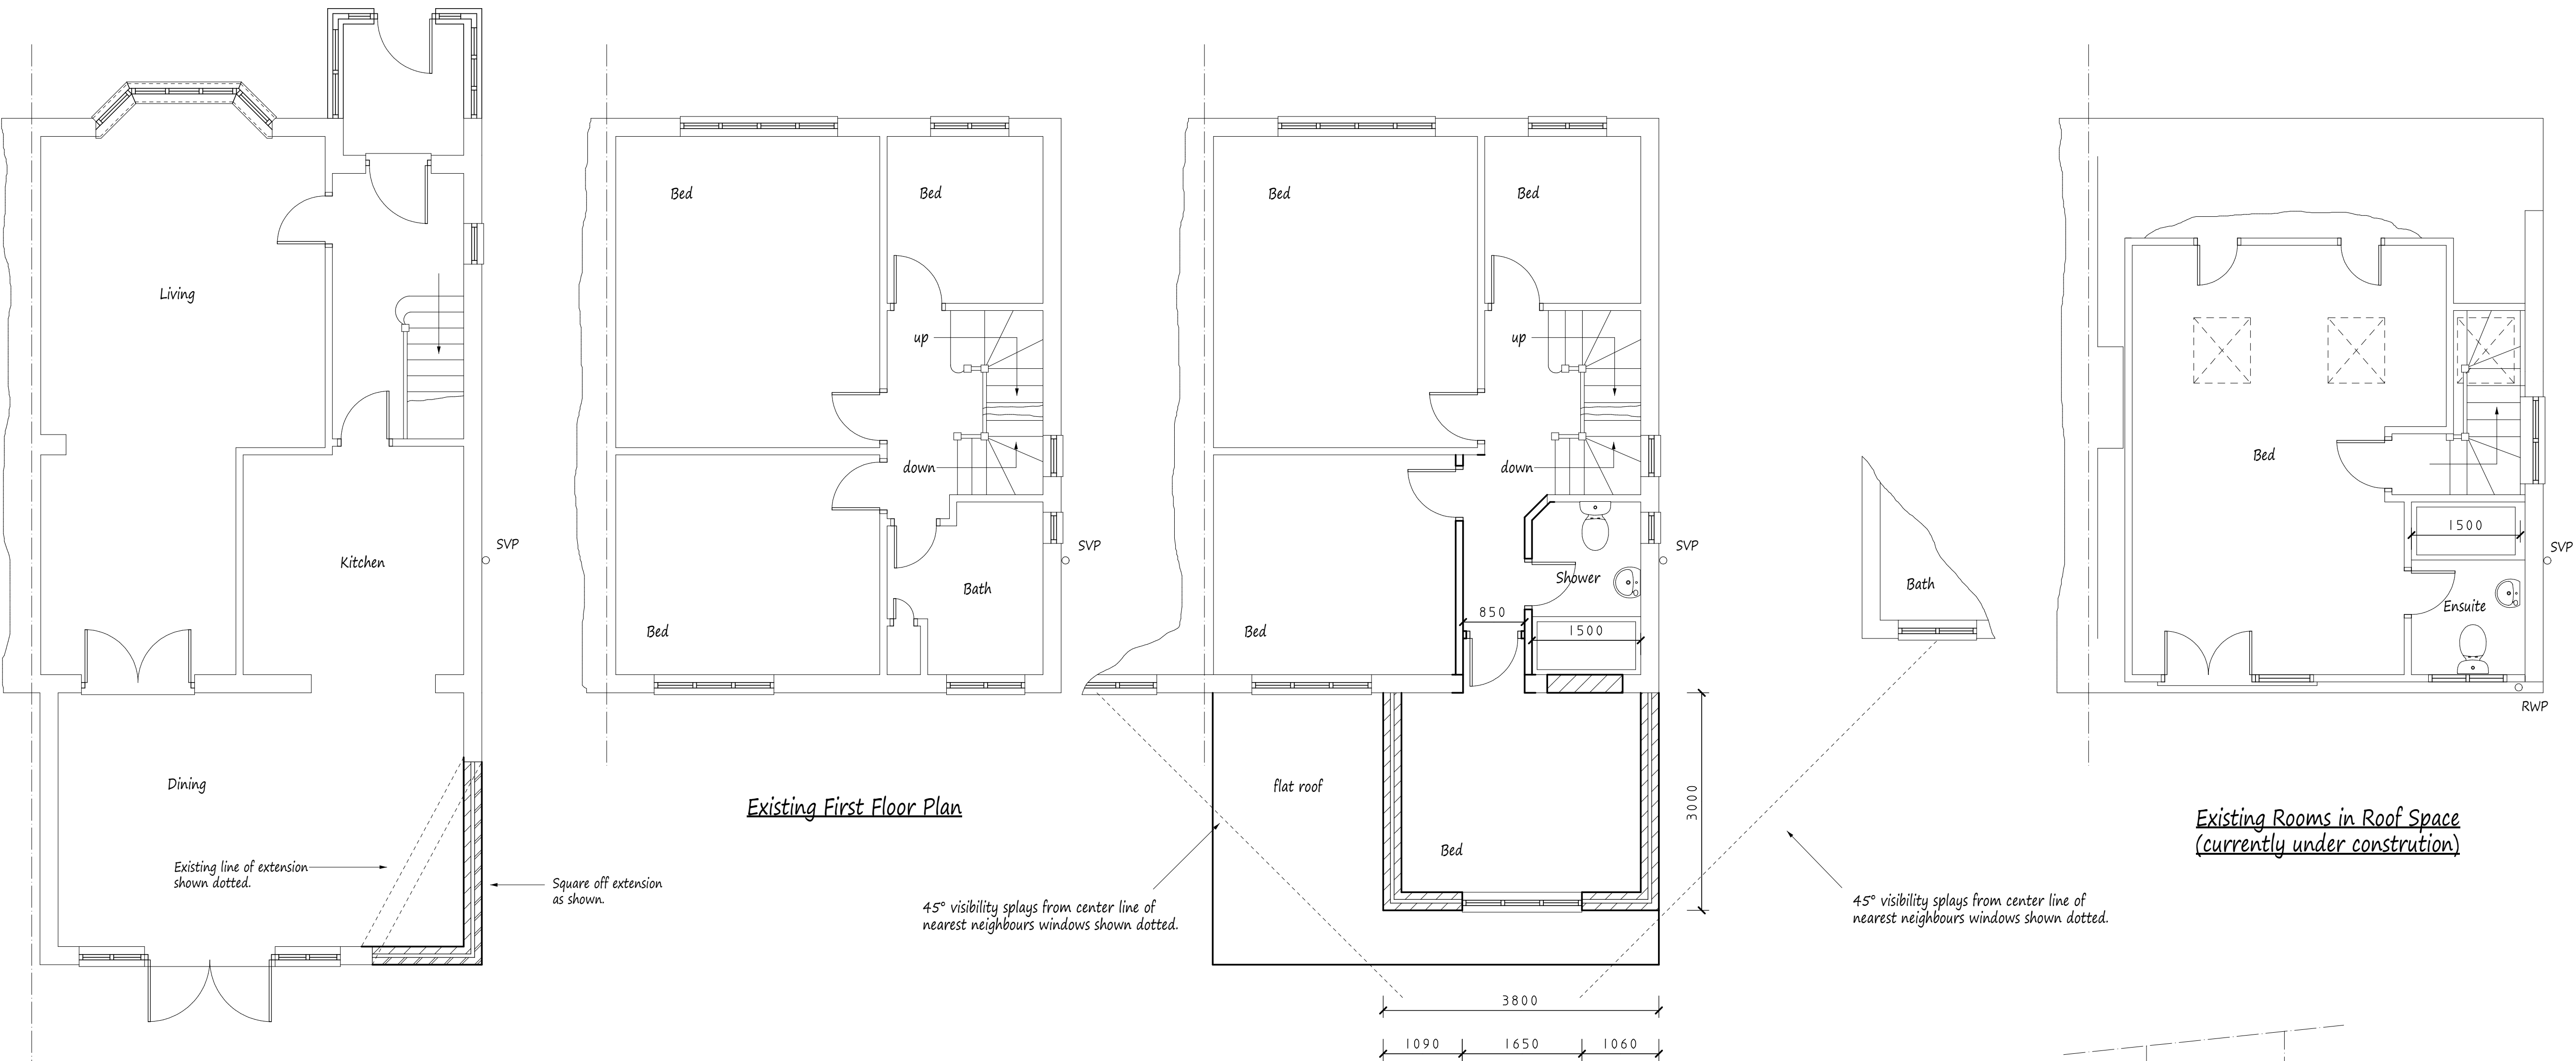 Living
Kitchen
SVP
Dining
Existing line of extension
shown dotted.
Square off extension
as shown.
Bed
Bed
up
down
SVP
Bath
Bed
Existing First Floor Plan
Bed
Bed
up
down
SVP
Shower
850
1500
Bed
flat roof
3000
Bed
45° visibility splays from center line of
nearest neighbours windows shown dotted.
3800
1090
1650
1060
Bath
45° visibility splays from center line of
nearest neighbours windows shown dotted.
Bed
1500
SVP
Ensuite
RWP
Existing Rooms in Roof Space
(currently under constrution)